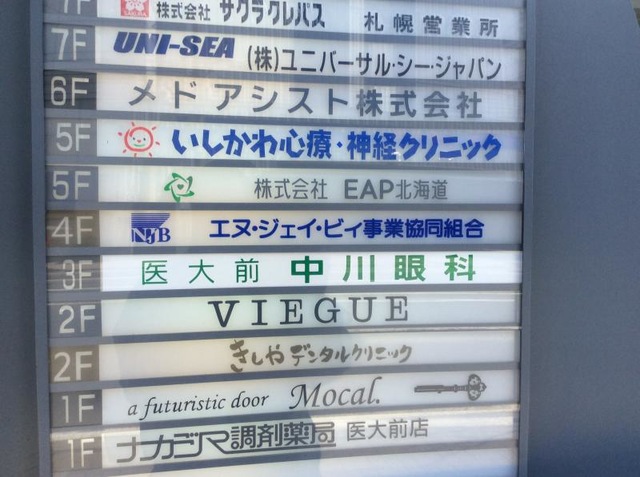 7F 株式会社 サクラクレパス 札幌営業所
7F UNI-SEA (株)ユニバーサル・シー・ジャパン
6F メドアシスト株式会社
5F いしかわ心療・神経クリニック
5F 株式会社 EAP北海道
4F NJB エヌ・ジェイ・ビィ事業協同組合
3F 医大前 中川眼科
2F VIEGUE
2F きしやデンタルクリニック
1F a futuristic door Mocal.
1F ナカジマ調剤薬局 医大前店